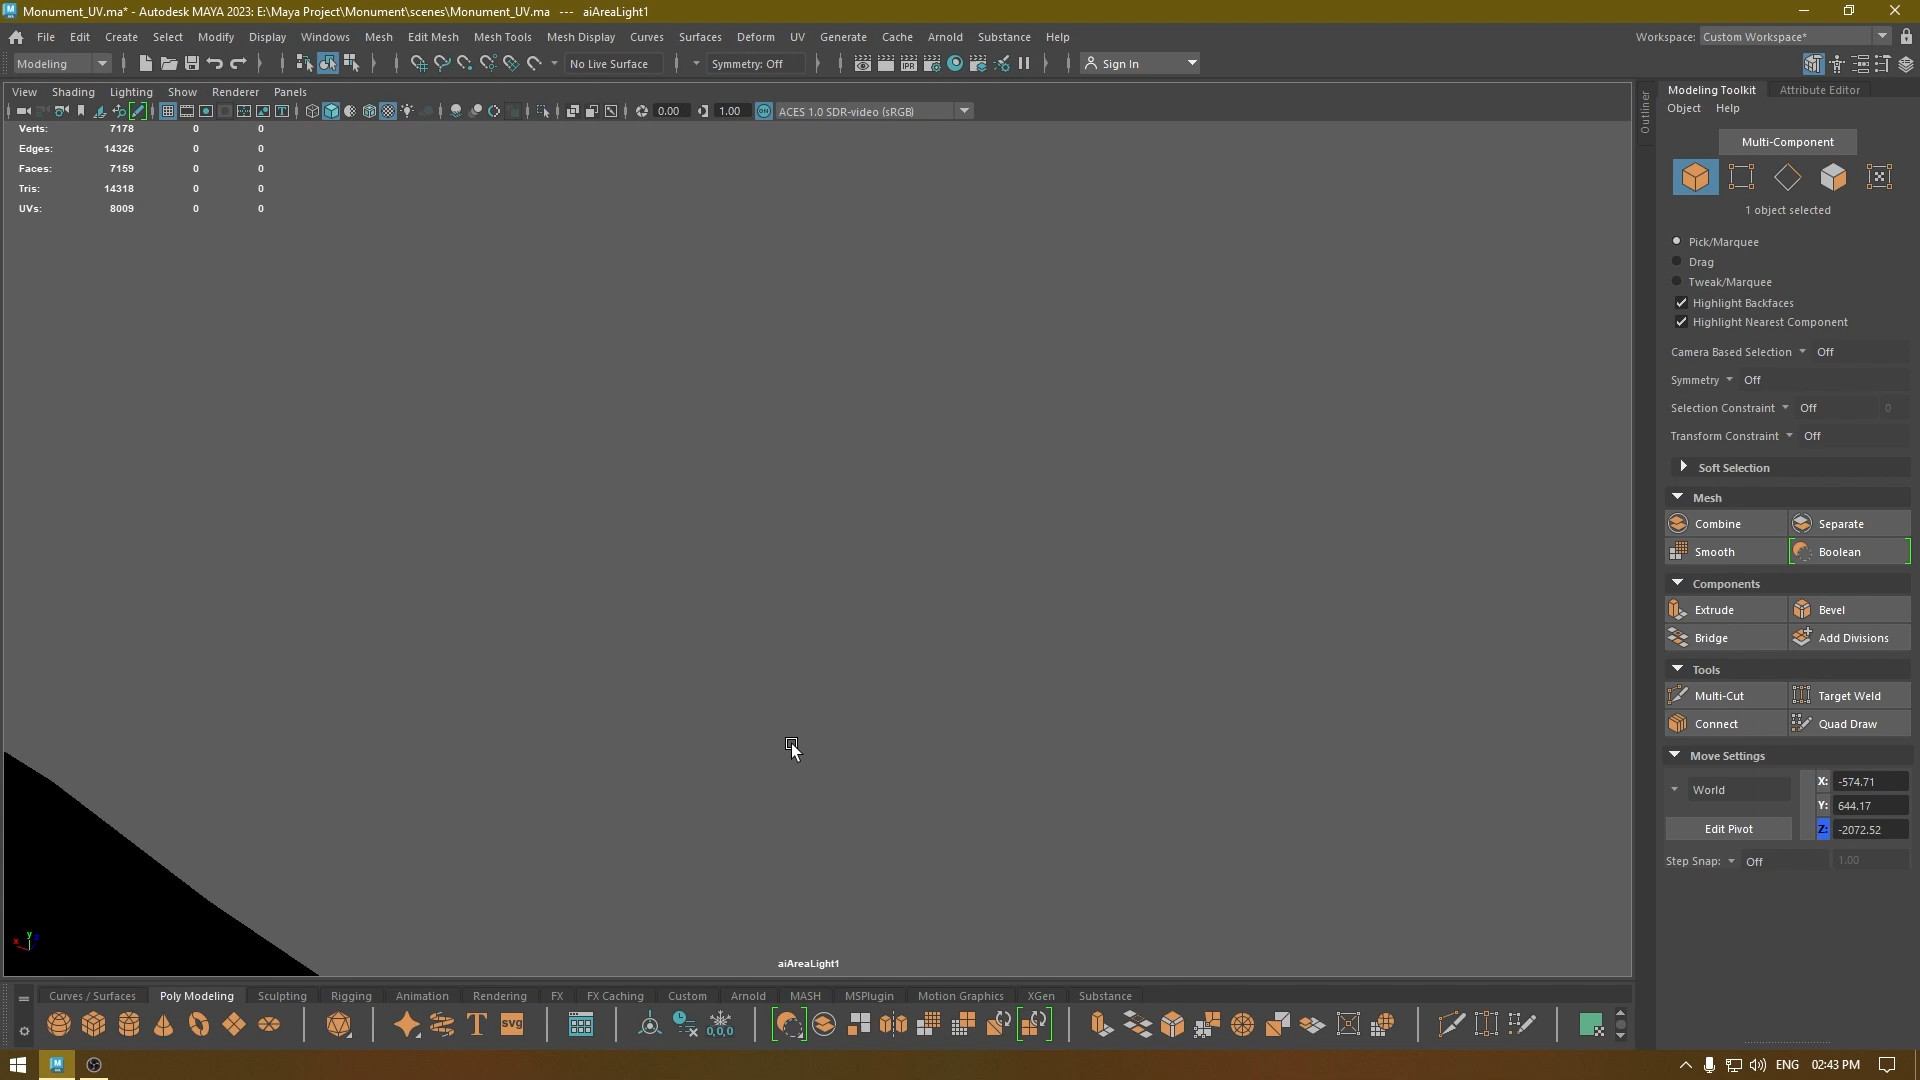 Monument_UV.ma* - Autodesk MAYA 2023: E:\Maya Project\Monument\scenes\Monument_UV.ma --- aiAreaLight1
File Edit Create Select Modify Display Windows Mesh Edit Mesh Mesh Tools Mesh Display Curves Surfaces Deform UV Generate Cache Arnold Substance Help
Workspace: Custom Workspace*
Modeling
No Live Surface
Symmetry: Off
IPR
Sign In
View Shading Lighting Show Renderer Panels
0.00
1.00
ON
ACES 1.0 SDR-video (sRGB)
Verts: 7178 0 0
Edges: 14326 0 0
Faces: 7159 0 0
Tris: 14318 0 0
UVs: 8009 0 0
x y z
aiAreaLight1
Outliner
Modeling Toolkit Attribute Editor
Object Help
Multi-Component
1 object selected
Pick/Marquee
Drag
Tweak/Marquee
Highlight Backfaces
Highlight Nearest Component
Camera Based Selection Off
Symmetry Off
Selection Constraint Off 0
Transform Constraint Off
Soft Selection
Mesh
Combine Separate
Smooth Boolean
Components
Extrude Bevel
Bridge Add Divisions
Tools
Multi-Cut Target Weld
Connect Quad Draw
Move Settings
World
Edit Pivot
X: -574.71
Y: 644.17
Z: -2072.52
Step Snap: Off 1.00
Curves / Surfaces Poly Modeling Sculpting Rigging Animation Rendering FX FX Caching Custom Arnold MASH MSPlugin Motion Graphics XGen Substance
T
SVG
0,0,0
M
ENG 02:43 PM